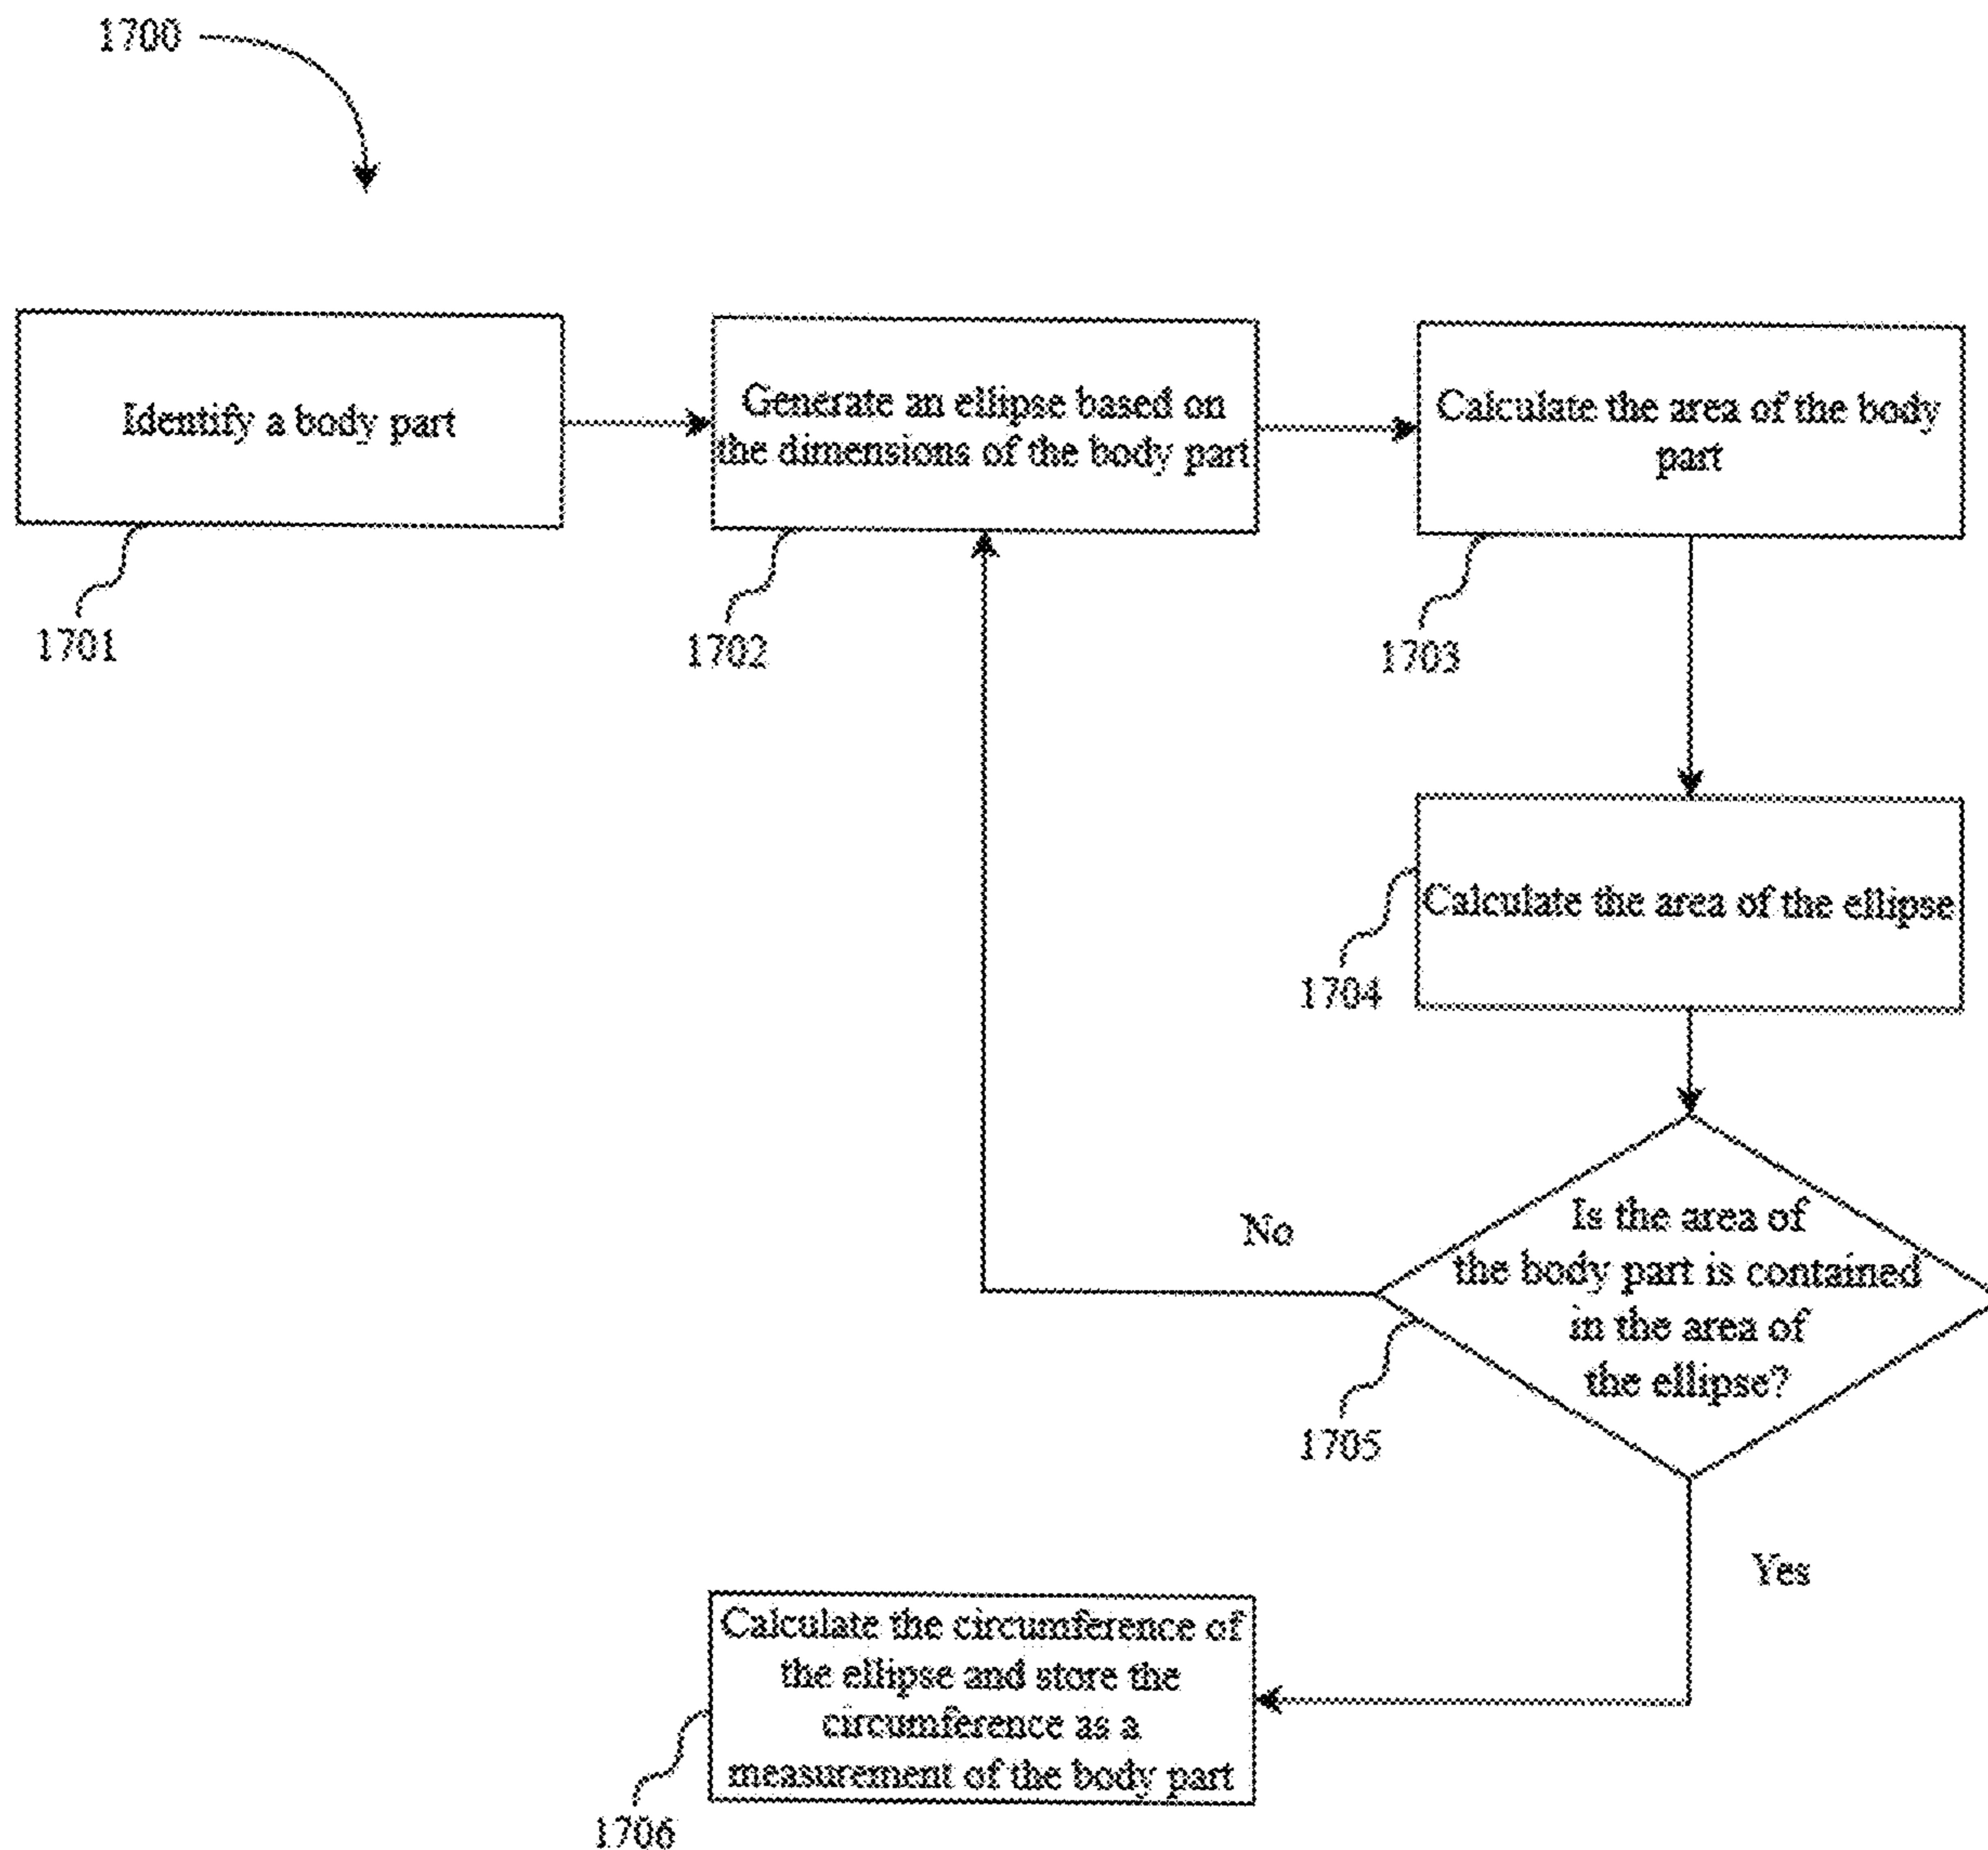 1700
Identify a body part
Generate an ellipse based on
the dimensions of the body part
Calculate the area of the body
part
1701
1702
1703
Calculate the area of the ellipse
1704
Is the area of
the body part is contained
in the area of
the ellipse?
No
1705
Yes
Calculate the circumference of
the ellipse and store the
circumference as a
measurement of the body part
1706